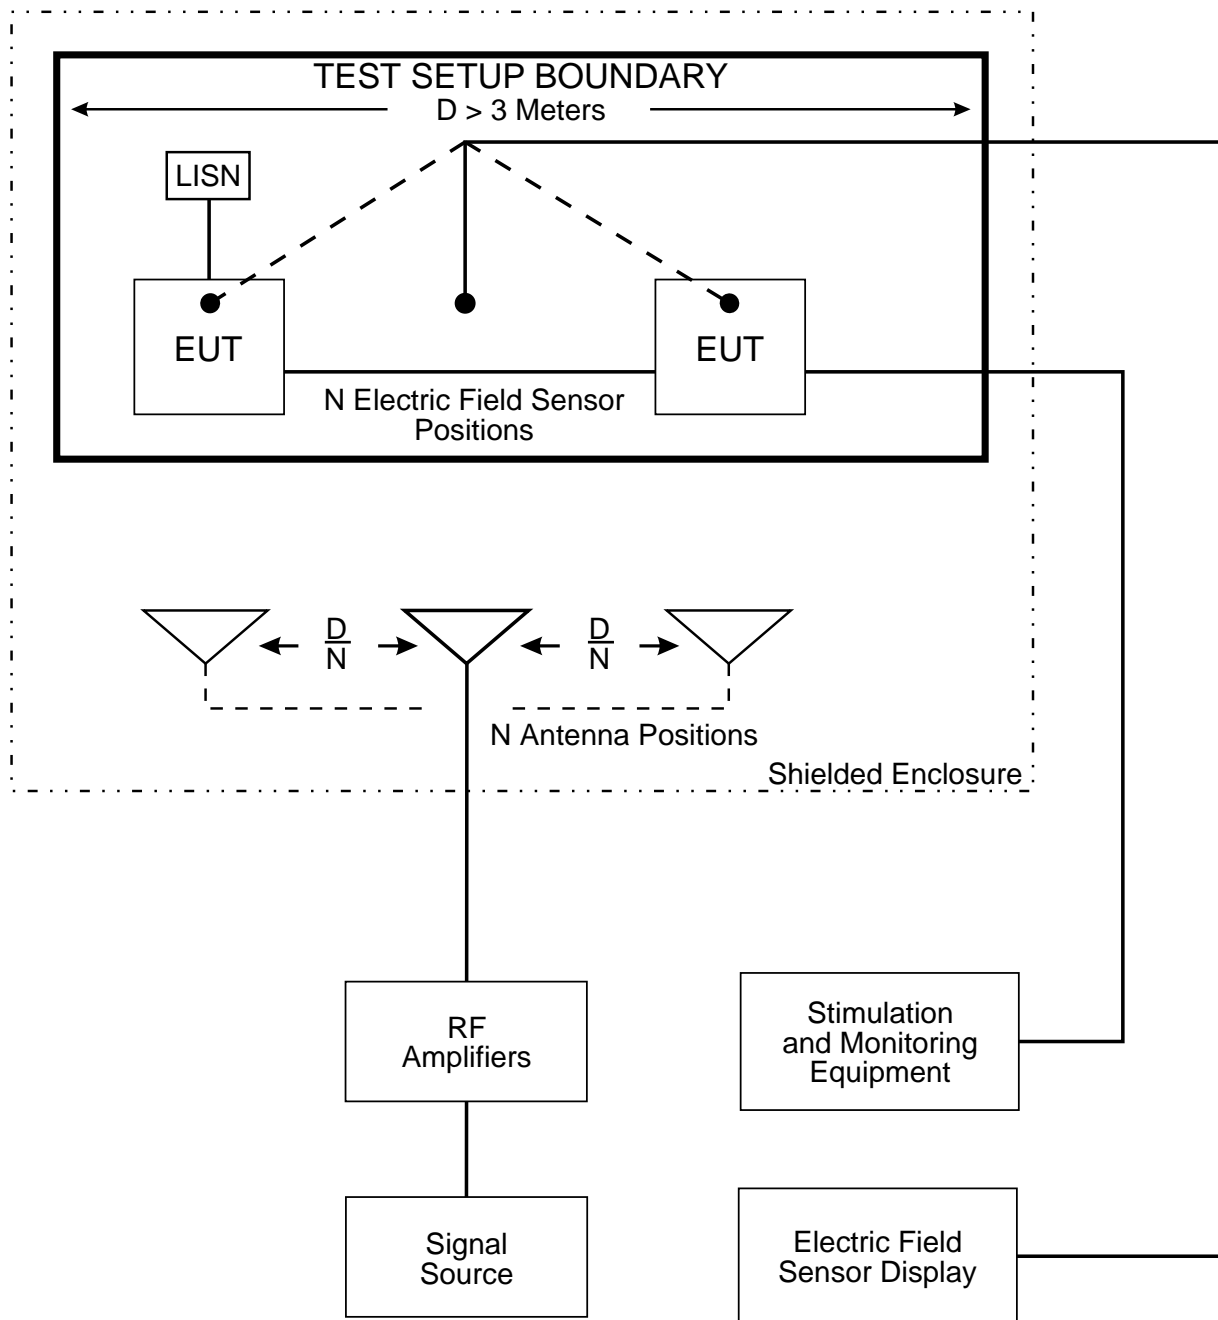 TEST SETUP BOUNDARY
D > 3 Meters
LISN
EUT
EUT
N Electric Field Sensor
Positions
D
N
D
N
N Antenna Positions
Shielded Enclosure
RF
Amplifiers
Stimulation
and Monitoring
Equipment
Signal
Source
Electric Field
Sensor Display